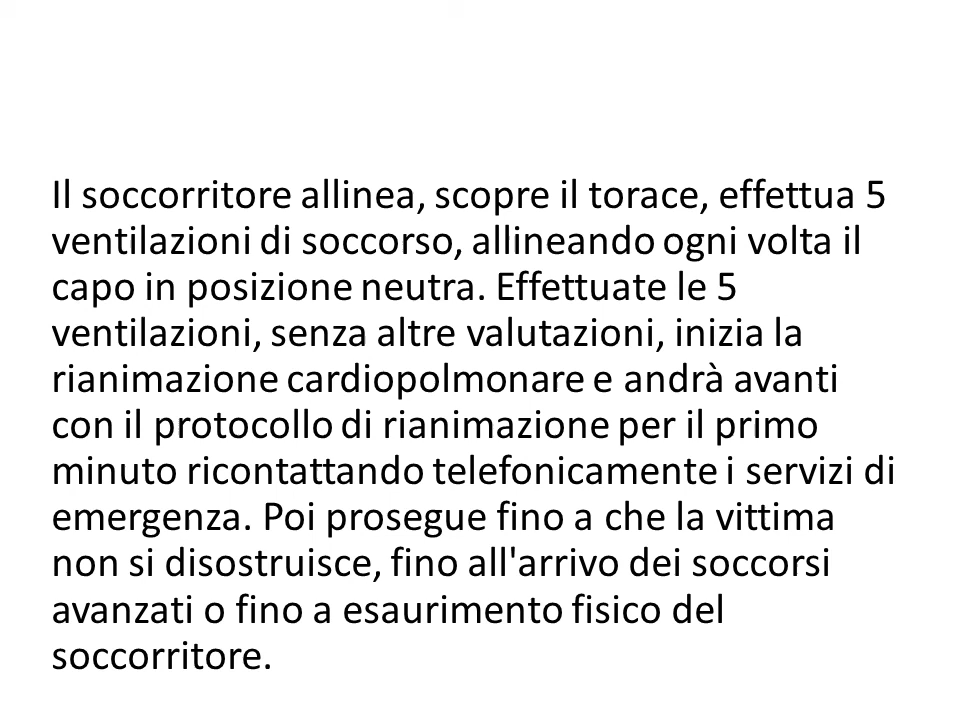 Il soccorritore allinea, scopre il torace, effettua 5
ventilazioni di soccorso, allineando ogni volta il
capo in posizione neutra. Effettuate le 5
ventilazioni, senza altre valutazioni, inizia la
rianimazione cardiopolmonare e andrà avanti
con il protocollo di rianimazione per il primo
minuto ricontattando telefonicamente i servizi di
emergenza. Poi prosegue fino a che la vittima
non si disostruisce, fino all'arrivo dei soccorsi
avanzati o fino a esaurimento fisico del
soccorritore.